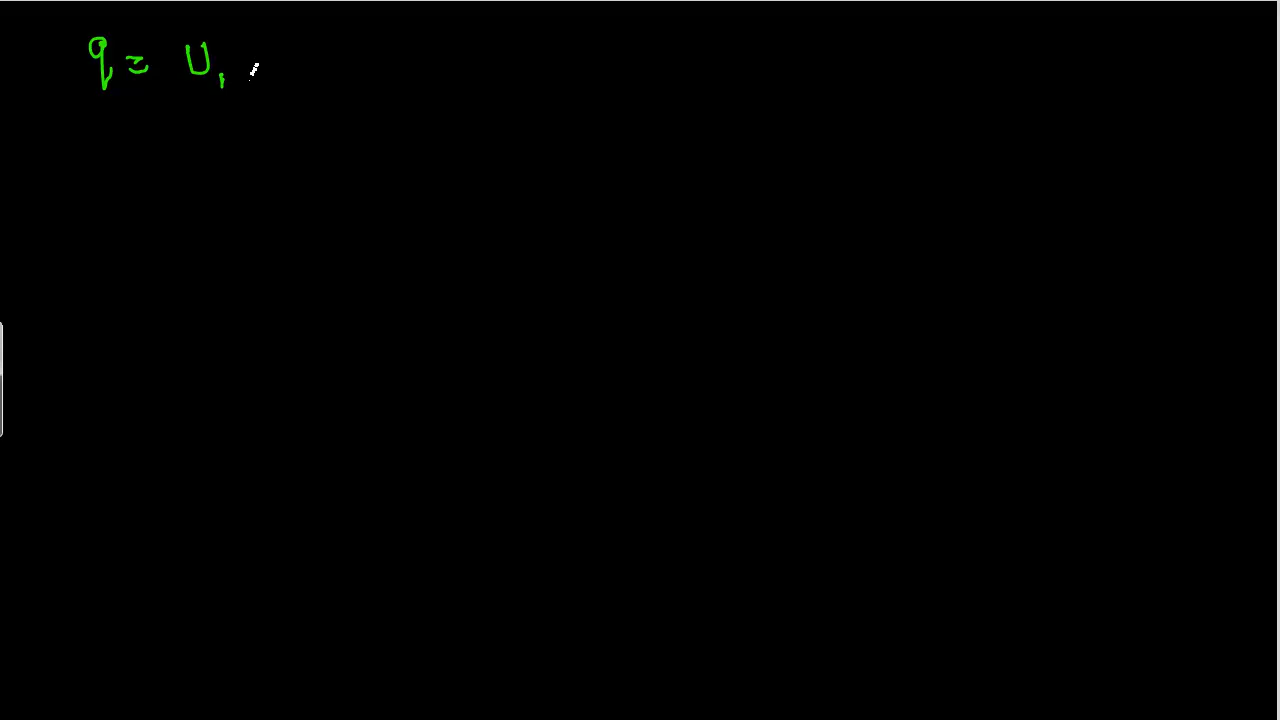 q = U,